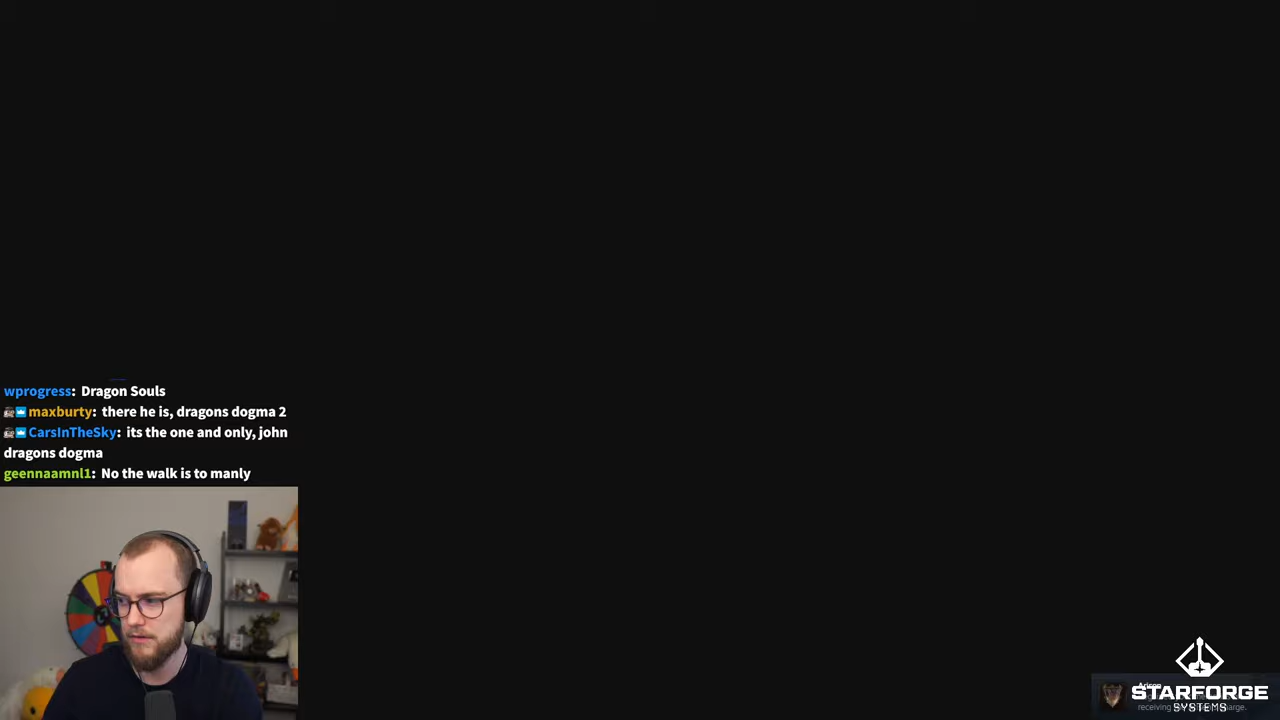 wprogress: Dragon Souls
maxburty: there he is, dragons dogma 2
CarsInTheSky: its the one and only, john
dragons dogma
geennaamnl1: No the walk is to manly
STARFORGE
SYSTEMS
receiving